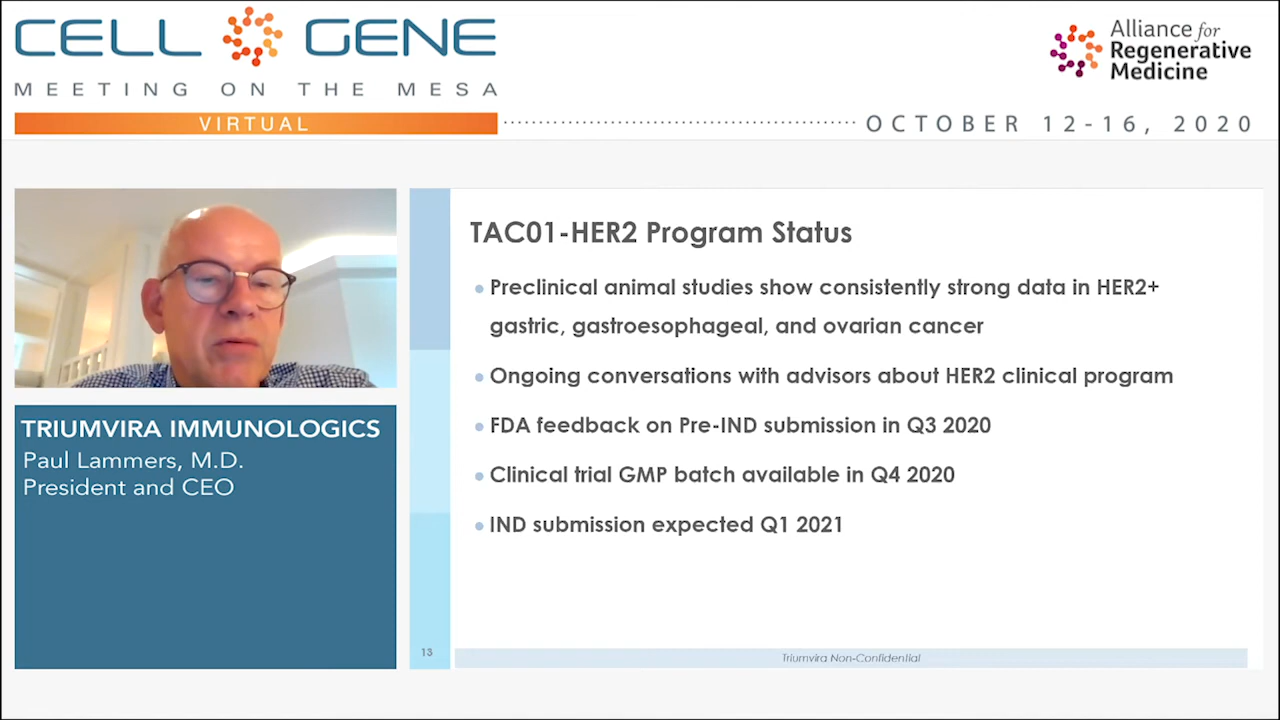 CELL GENE
MEETING ON THE MESA
VIRTUAL
Alliance for
Regenerative
Medicine
OCTOBER 12-16, 2020
TRIUMVIRA IMMUNOLOGICS
Paul Lammers, M.D.
President and CEO
TAC01-HER2 Program Status
• Preclinical animal studies show consistently strong data in HER2+
gastric, gastroesophageal, and ovarian cancer
• Ongoing conversations with advisors about HER2 clinical program
• FDA feedback on Pre-IND submission in Q3 2020
• Clinical trial GMP batch available in Q4 2020
• IND submission expected Q1 2021
13
Triumvira Non-Confidential